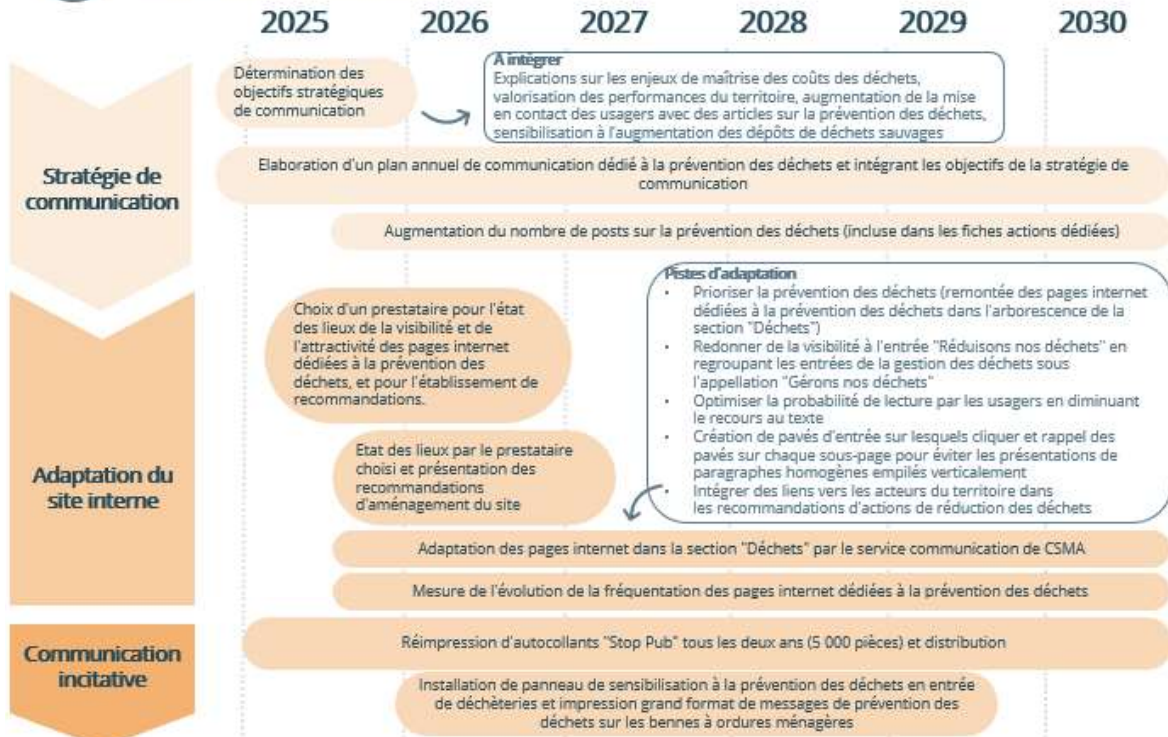 2025 2026 2027 2028 2029 2030
Stratégie de
communication
Détermination des
objectifs stratégiques
de communication
A intégrer
Explications sur les enjeux de maîtrise des coûts des déchets,
valorisation des performances du territoire, augmentation de la mise
en contact des usagers avec des articles sur la prévention des déchets,
sensibilisation à l'augmentation des dépôts de déchets sauvages
Elaboration d'un plan annuel de communication dédié à la prévention des déchets et intégrant les objectifs de la stratégie de
communication
Augmentation du nombre de posts sur la prévention des déchets (incluse dans les fiches actions dédiées)
Adaptation du
site interne
Choix d'un prestataire pour l'état
des lieux de la visibilité et de
l'attractivité des pages internet
dédiées à la prévention des
déchets, et pour l'établissement de
recommandations.
Pistes d'adaptation
• Prioriser la prévention des déchets (remontée des pages internet
dédiées à la prévention des déchets dans l'arborescence de la
section "Déchets")
• Redonner de la visibilité à l'entrée "Réduisons nos déchets" en
regroupant les entrées de la gestion des déchets sous
l'appellation "Gérons nos déchets"
• Optimiser la probabilité de lecture par les usagers en diminuant
le recours au texte
• Création de pavés d'entrée sur lesquels cliquer et rappel des
pavés sur chaque sous-page pour éviter les présentations de
paragraphes homogènes empilés verticalement
• Intégrer des liens vers les acteurs du territoire dans
les recommandations d'actions de réduction des déchets
Etat des lieux par le prestataire
choisi et présentation des
recommandations
d'aménagement du site
Adaptation des pages internet dans la section "Déchets" par le service communication de CSMA
Mesure de l'évolution de la fréquentation des pages internet dédiées à la prévention des déchets
Communication
incitative
Réimpression d'autocollants "Stop Pub" tous les deux ans (5 000 pièces) et distribution
Installation de panneau de sensibilisation à la prévention des déchets en entrée
de déchèteries et impression grand format de messages de prévention des
déchets sur les bennes à ordures ménagères